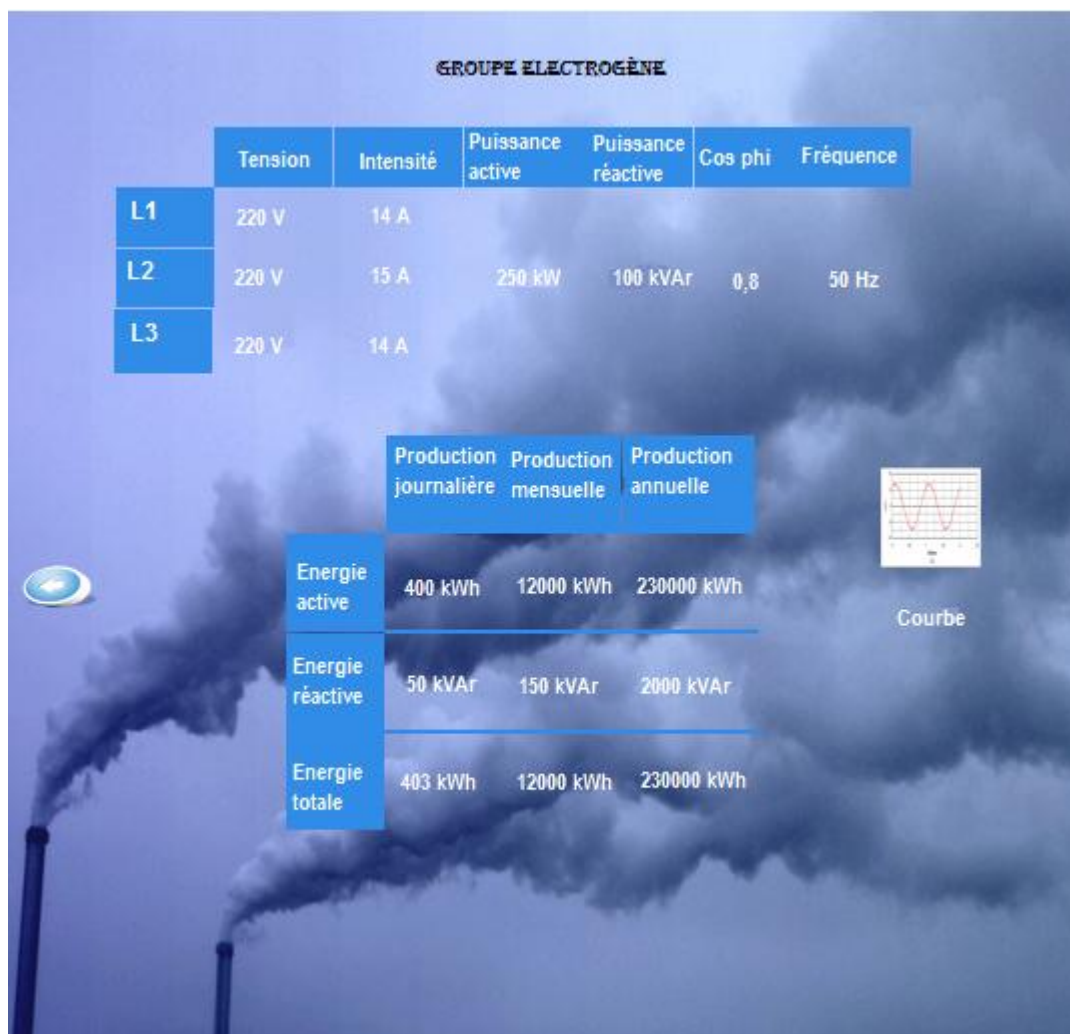 GROUPE ELECTROGÈNE
Tension Intensité Puissance active Puissance réactive Cos phi Fréquence
L1 220 V 14 A
L2 220 V 15 A 250 kW 100 kVAr 0,8 50 Hz
L3 220 V 14 A
Production journalière Production mensuelle Production annuelle
Energie active 400 kWh 12000 kWh 230000 kWh
Energie réactive 50 kVAr 150 kVAr 2000 kVAr
Energie totale 403 kWh 12000 kWh 230000 kWh
Courbe